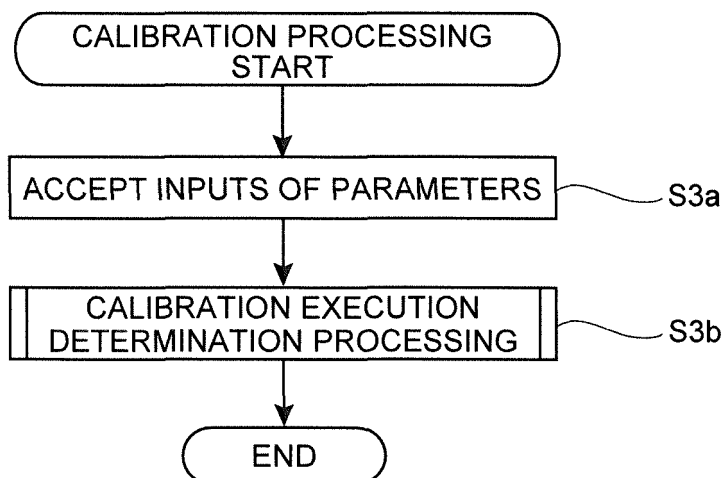 CALIBRATION PROCESSING
START
ACCEPT INPUTS OF PARAMETERS
S3a
CALIBRATION EXECUTION
DETERMINATION PROCESSING
S3b
END